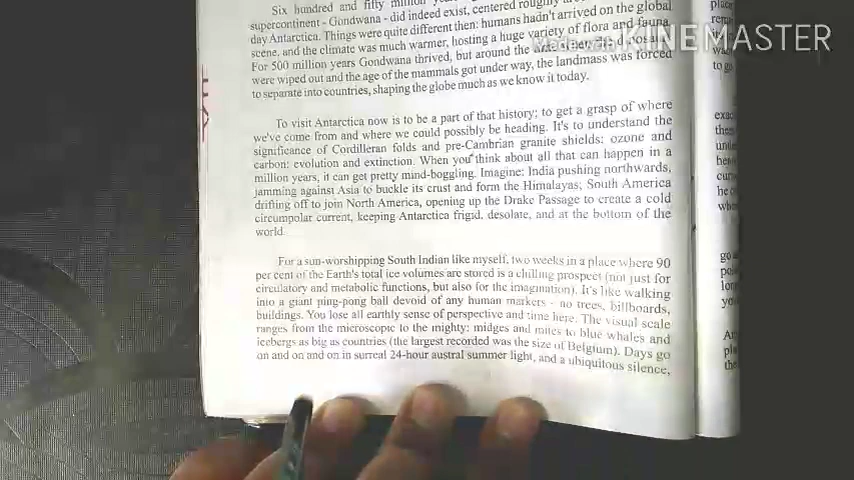 Six hundred and fifty million
supercontinent - Gondwana - did indeed exist, centered roughly
day Antarctica. Things were quite different then: humans hadn't arrived on the global
scene, and the climate was much warmer, hosting a huge variety of flora and fauna.
For 500 million years Gondwana thrived, but around the
were wiped out and the age of the mammals got under way, the landmass was forced
to separate into countries, shaping the globe much as we know it today.
To visit Antarctica now is to be a part of that history; to get a grasp of where
we've come from and where we could possibly be heading. It's to understand the
significance of Cordilleran folds and pre-Cambrian granite shields; ozone and
carbon; evolution and extinction. When you think about all that can happen in a
million years, it can get pretty mind-boggling. Imagine: India pushing northwards,
jamming against Asia to buckle its crust and form the Himalayas; South America
drifting off to join North America, opening up the Drake Passage to create a cold
circumpolar current, keeping Antarctica frigid, desolate, and at the bottom of the
world.
For a sun-worshipping South Indian like myself, two weeks in a place where 90
per cent of the Earth's total ice volumes are stored is a chilling prospect (not just for
circulatory and metabolic functions, but also for the imagination). It's like walking
into a giant ping-pong ball devoid of any human markers - no trees, billboards,
buildings. You lose all earthly sense of perspective and time here. The visual scale
ranges from the microscopic to the mighty: midges and mites to blue whales and
icebergs as big as countries (the largest recorded was the size of Belgium). Days go
on and on and on in surreal 24-hour austral summer light, and a ubiquitous silence,
Made with KINEMASTER